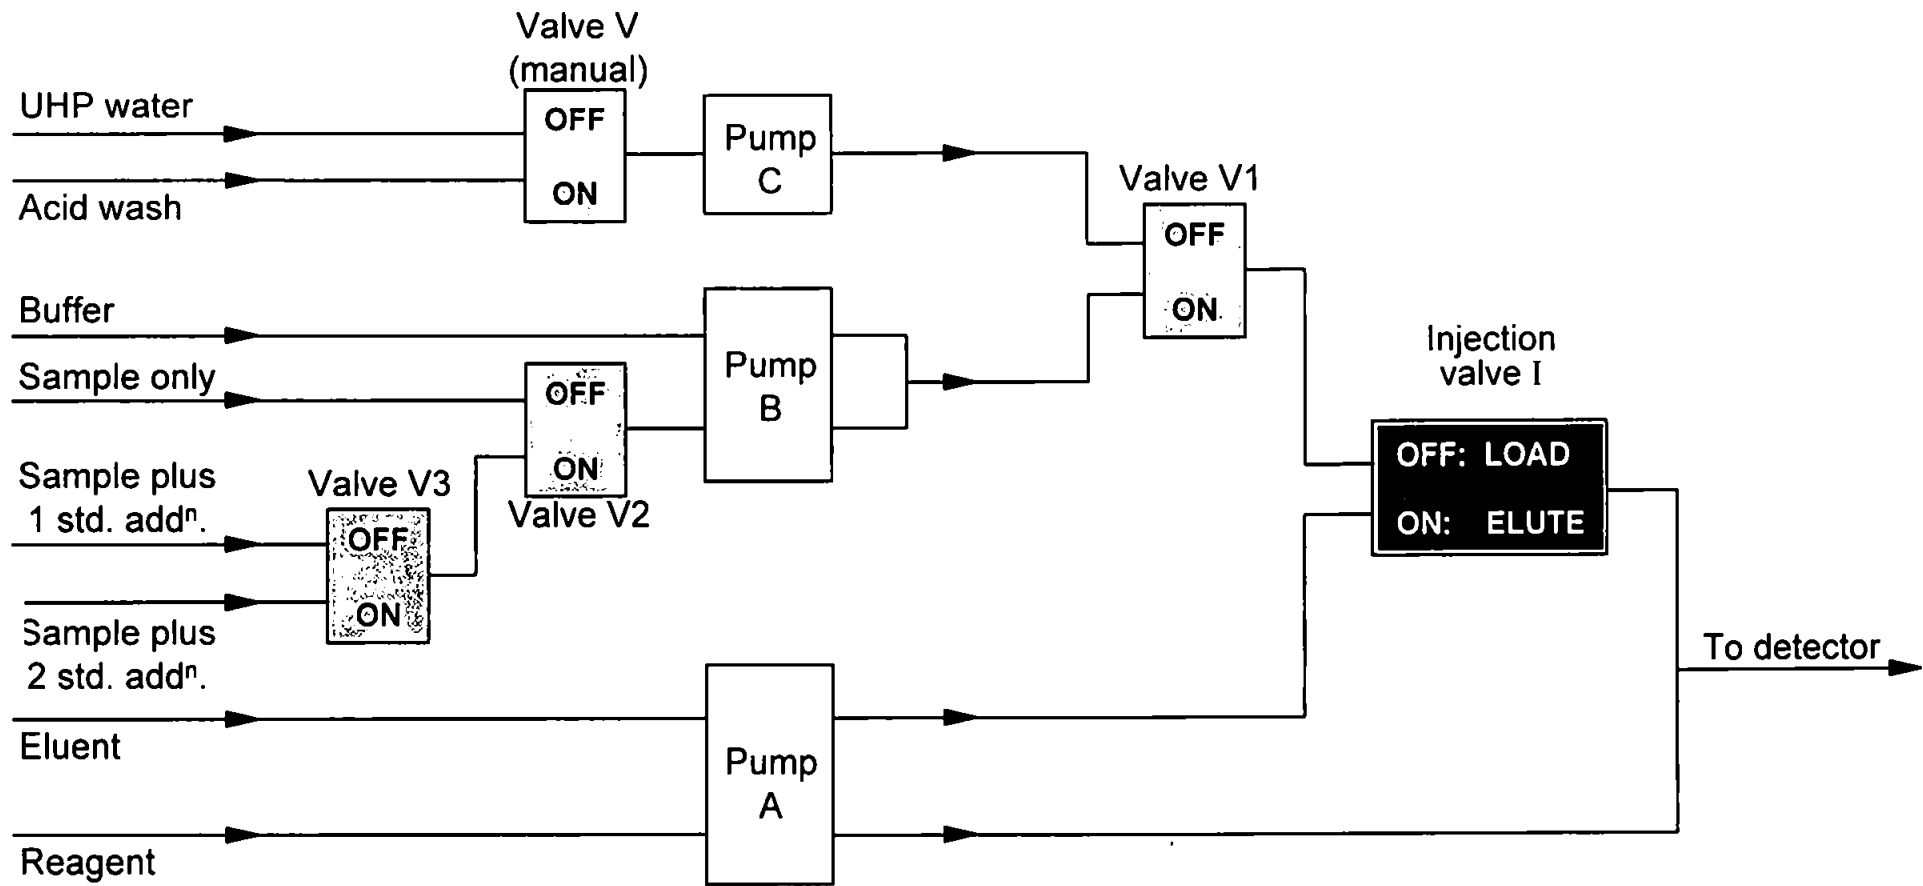 Valve V
(manual)
UHP water
OFF
ON
Acid wash
Pump
C
Valve V1
OFF
ON
Buffer
Sample only
OFF
ON
Valve V2
Pump
B
Injection
valve I
OFF: LOAD
ON: ELUTE
Sample plus
1 std. addⁿ.
Valve V3
OFF
ON
Sample plus
2 std. addⁿ.
Eluent
Reagent
Pump
A
To detector